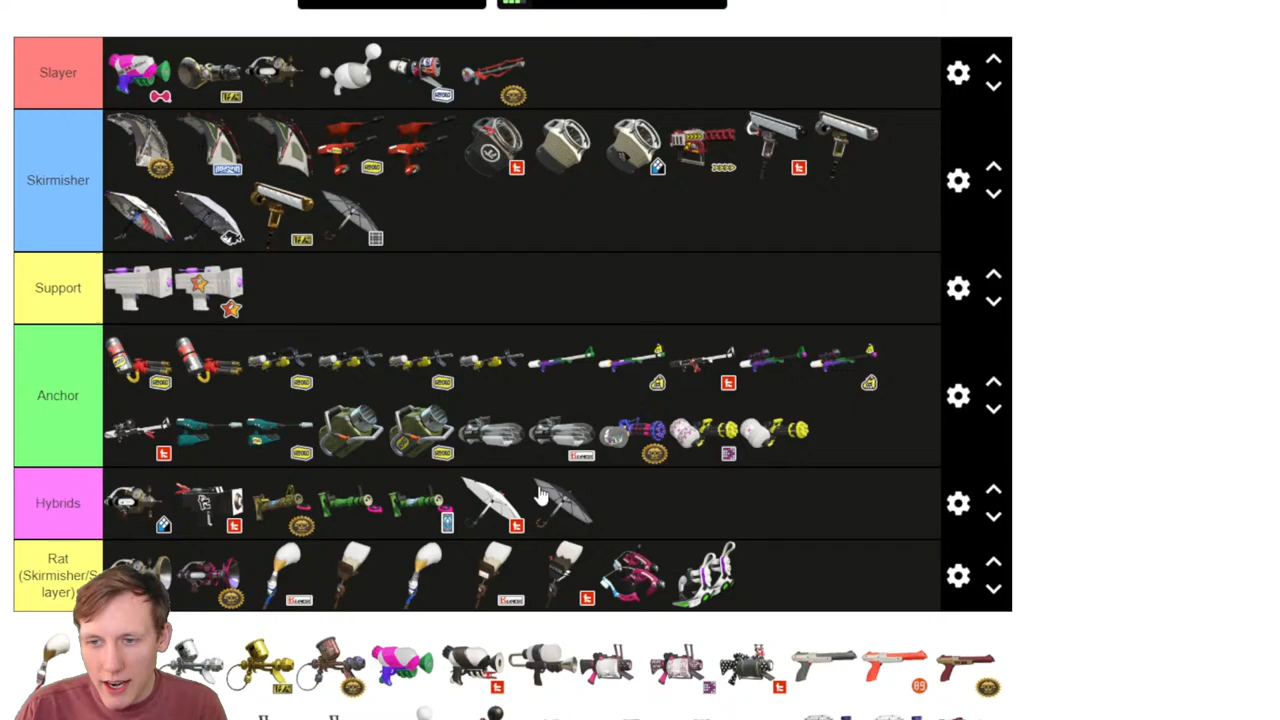 Slayer
Skirmisher
Support
Anchor
Hybrids
Rat
(Skirmisher/S
layer)